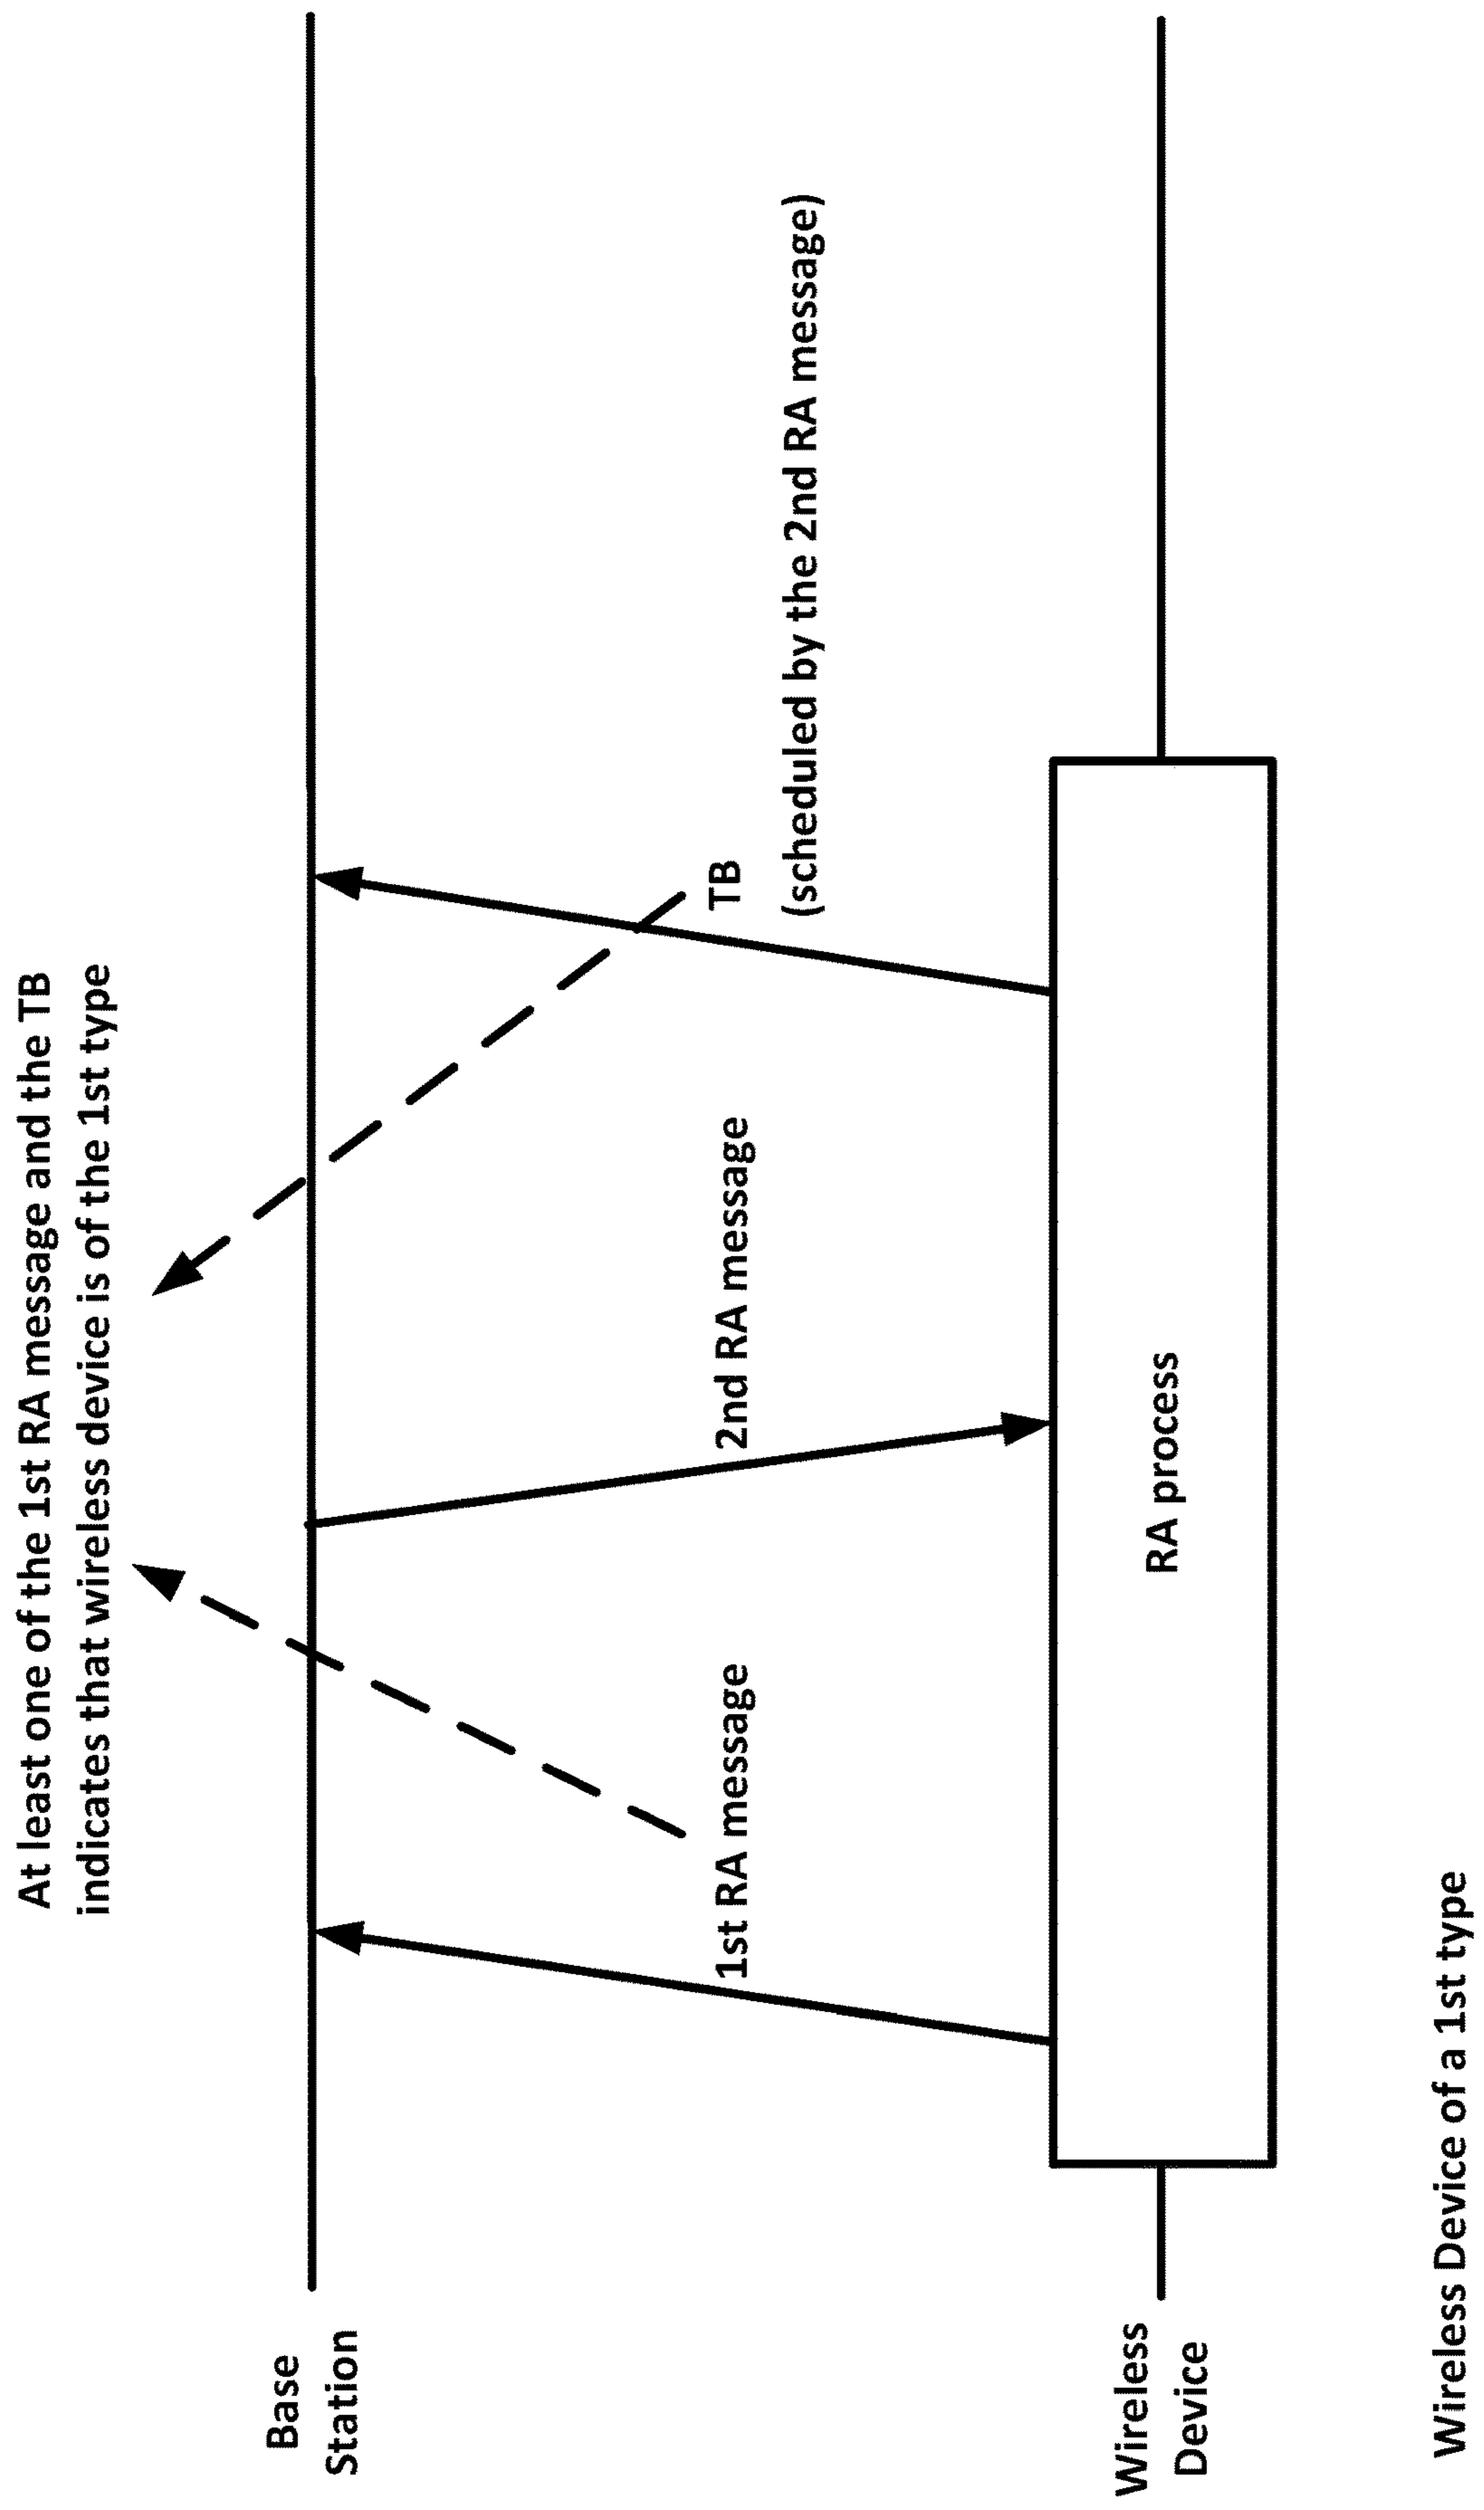 At least one of the 1st RA message and the TB
indicates that wireless device is of the 1st type
Base
Station
1st RA message
2nd RA message
TB
(scheduled by the 2nd RA message)
Wireless
Device
RA process
Wireless Device of a 1st type